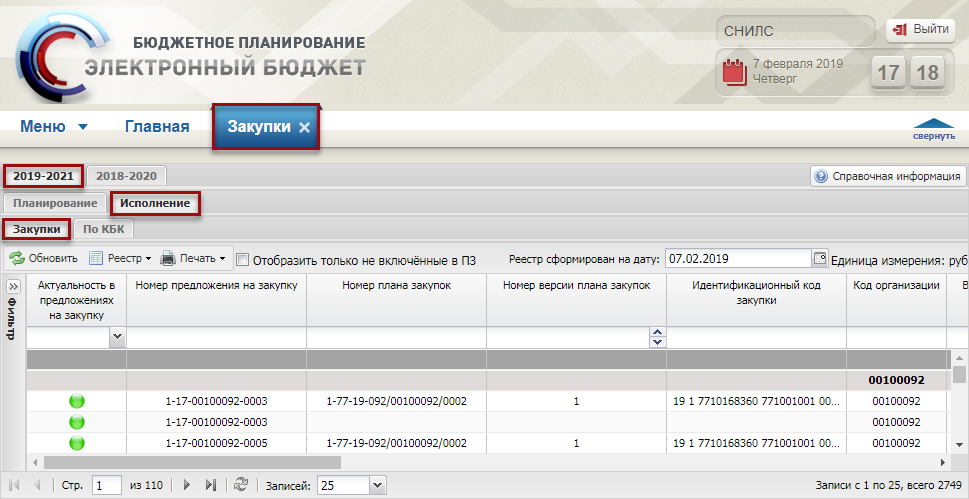 БЮДЖЕТНОЕ ПЛАНИРОВАНИЕ
ЭЛЕКТРОННЫЙ БЮДЖЕТ
СНИЛС
Выйти
7 февраля 2019
Четверг
17 18
Меню Главная Закупки
свернуть
2019-2021 2018-2020 Справочная информация
Планирование Исполнение
Закупки По КБК
Обновить Реестр Печать Отобразить только не включённые в ПЗ Реестр сформирован на дату: 07.02.2019 Единица измерения: руб
Фильтр
Актуальность в предложениях на закупку Номер предложения на закупку Номер плана закупок Номер версии плана закупок Идентификационный код закупки Код организации В
00100092
1-17-00100092-0003 1-77-19-092/00100092/0002 1 19 1 7710168360 771001001 00... 00100092
1-17-00100092-0003 00100092
1-17-00100092-0005 1-77-19-092/00100092/0002 1 19 1 7710168360 771001001 00... 00100092
Стр. 1 из 110 Записей: 25 Записи с 1 по 25, всего 2749